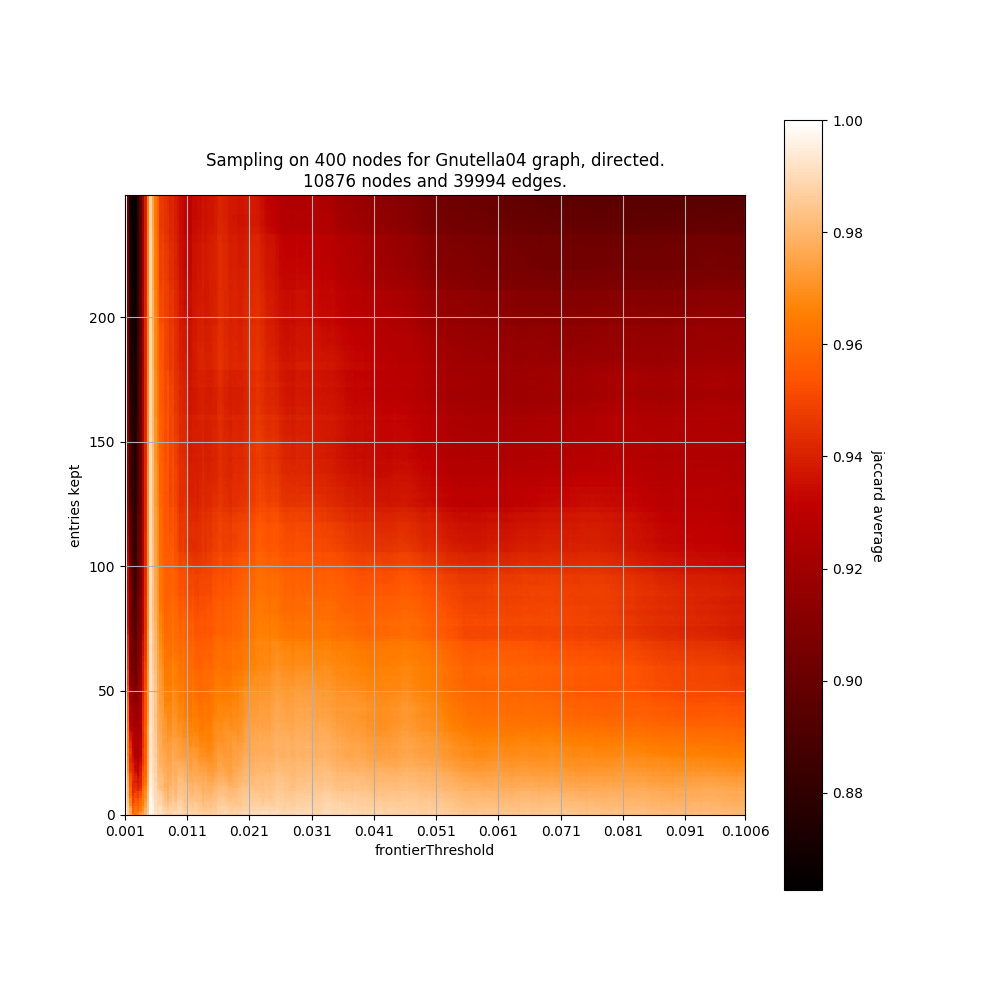 Sampling on 400 nodes for Gnutella04 graph, directed.
10876 nodes and 39994 edges.
200
150
100
50
0
entries kept
0.001 0.011 0.021 0.031 0.041 0.051 0.061 0.071 0.081 0.091 0.1006
frontierThreshold
1.00
0.98
0.96
0.94
0.92
0.90
0.88
jaccard average